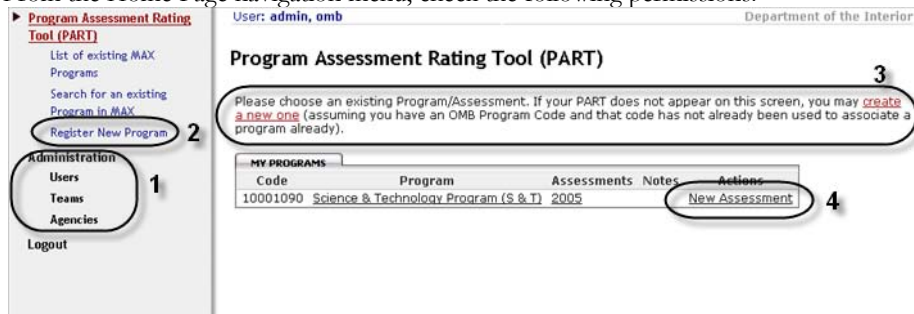 From the Home Page navigation menu, check the following permissions:
Program Assessment Rating
Tool (PART)
List of existing MAX
Programs
Search for an existing
Program in MAX
Register New Program
2
Administration
Users
Teams
Agencies
1
Logout
User: admin, omb
Department of the Interior
Program Assessment Rating Tool (PART)
3
Please choose an existing Program/Assessment. If your PART does not appear on this screen, you may create
a new one (assuming you have an OMB Program Code and that code has not already been used to associate a
program already).
MY PROGRAMS
Code Program Assessments Notes Actions
10001090 Science & Technology Program (S & T) 2005 New Assessment
4